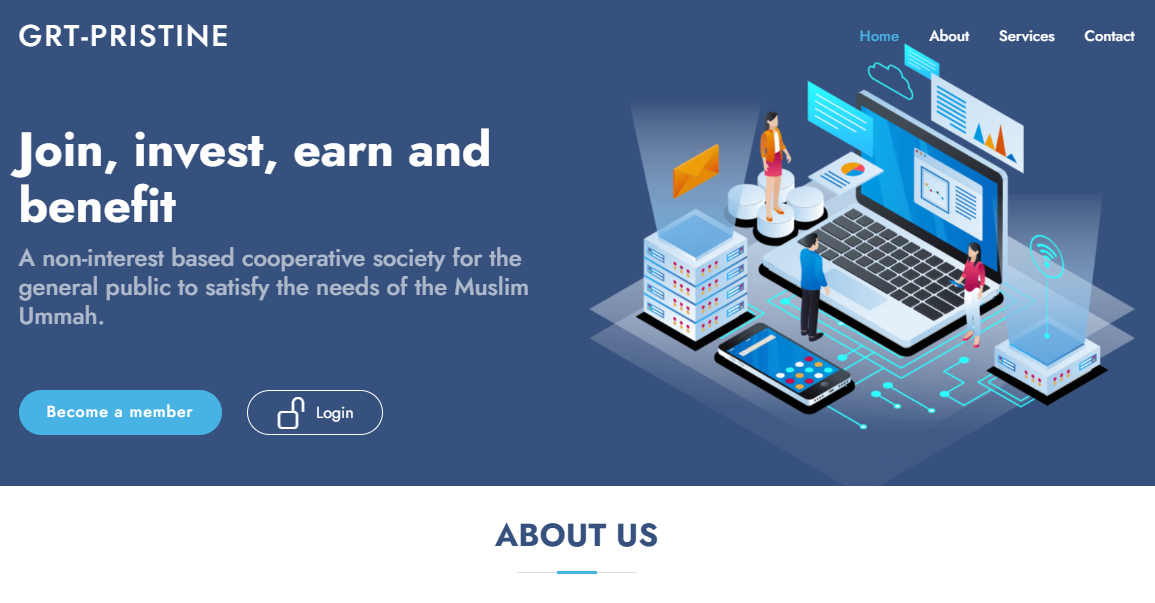 GRT-PRISTINE
Home About Services Contact
Join, invest, earn and
benefit
A non-interest based cooperative society for the
general public to satisfy the needs of the Muslim
Ummah.
Become a member
Login
ABOUT US